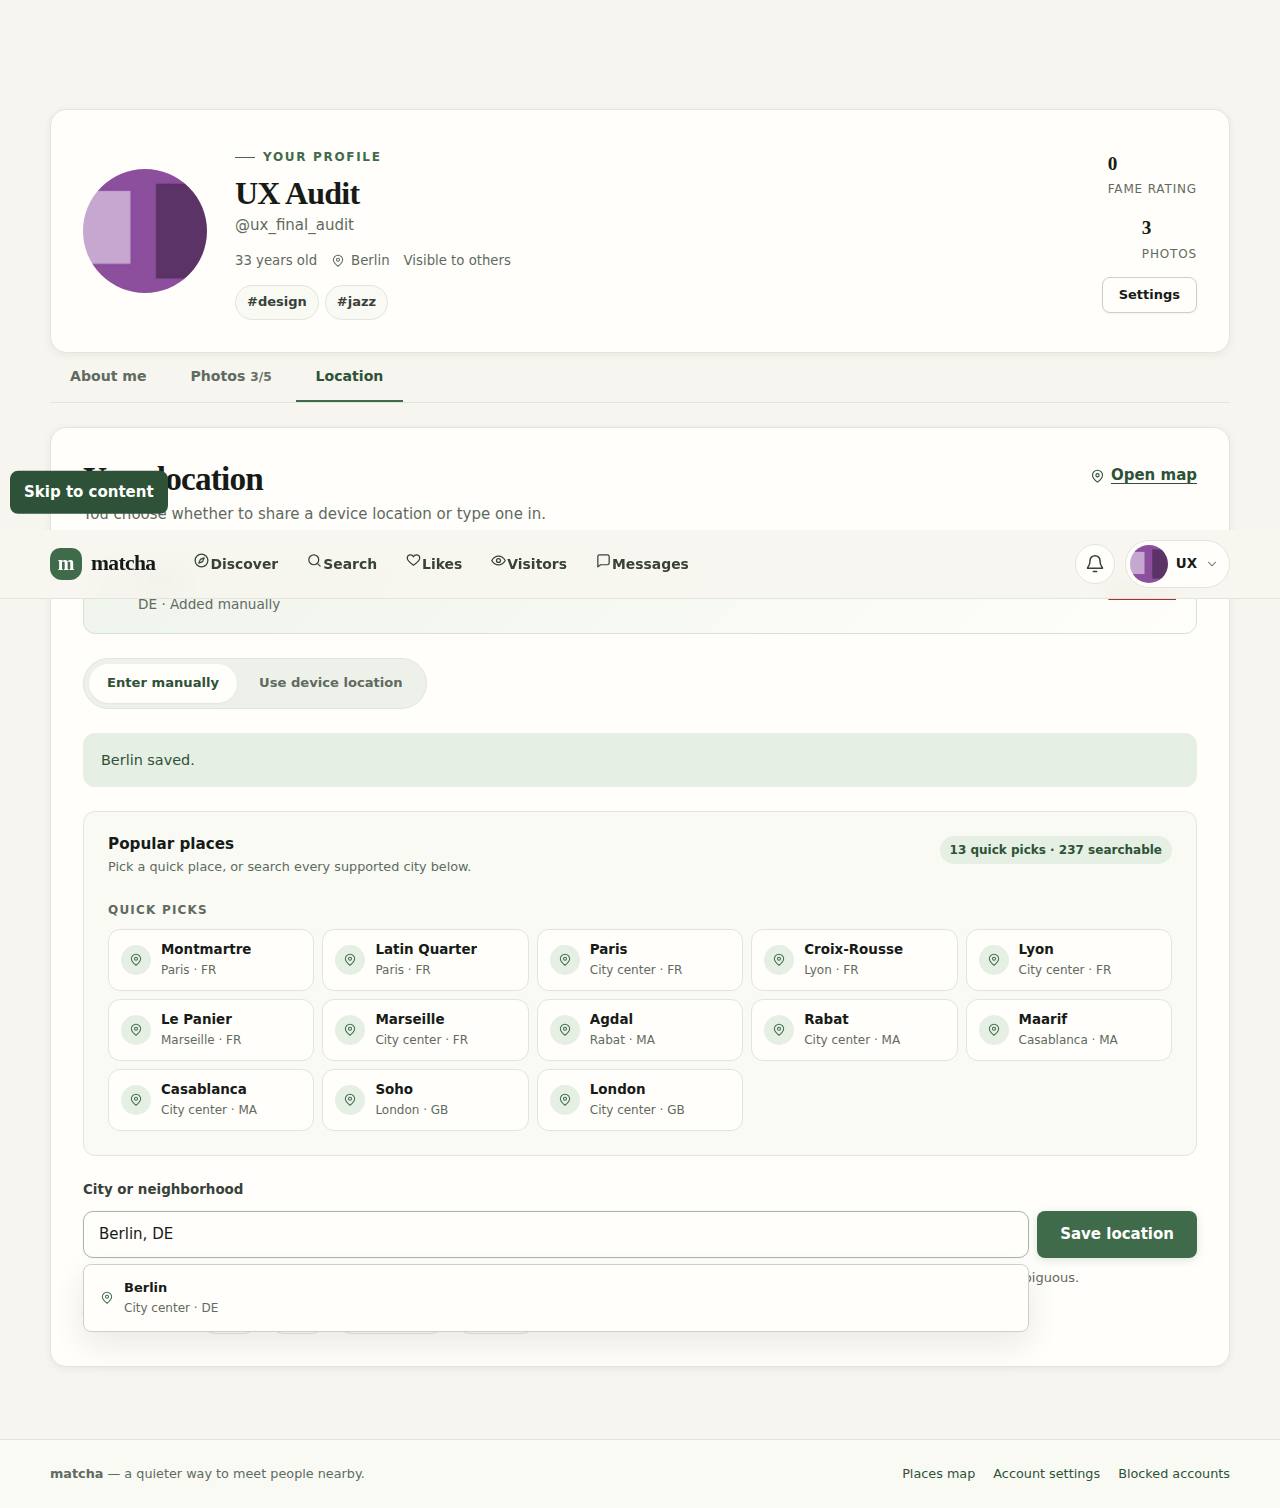 YOUR PROFILE
UX Audit
@ux_final_audit
33 years old Berlin Visible to others
#design #jazz
0
FAME RATING
3
PHOTOS
Settings
About me Photos 3/5 Location
location
Open map
Skip to content
You choose whether to share a device location or type one in.
m matcha Discover Search Likes Visitors Messages UX
DE · Added manually
Enter manually Use device location
Berlin saved.
Popular places
Pick a quick place, or search every supported city below.
13 quick picks · 237 searchable
QUICK PICKS
Montmartre
Paris · FR
Latin Quarter
Paris · FR
Paris
City center · FR
Croix-Rousse
Lyon · FR
Lyon
City center · FR
Le Panier
Marseille · FR
Marseille
City center · FR
Agdal
Rabat · MA
Rabat
City center · MA
Maarif
Casablanca · MA
Casablanca
City center · MA
Soho
London · GB
London
City center · GB
City or neighborhood
Berlin, DE
Save location
Berlin
City center · DE
matcha — a quieter way to meet people nearby.
Places map Account settings Blocked accounts